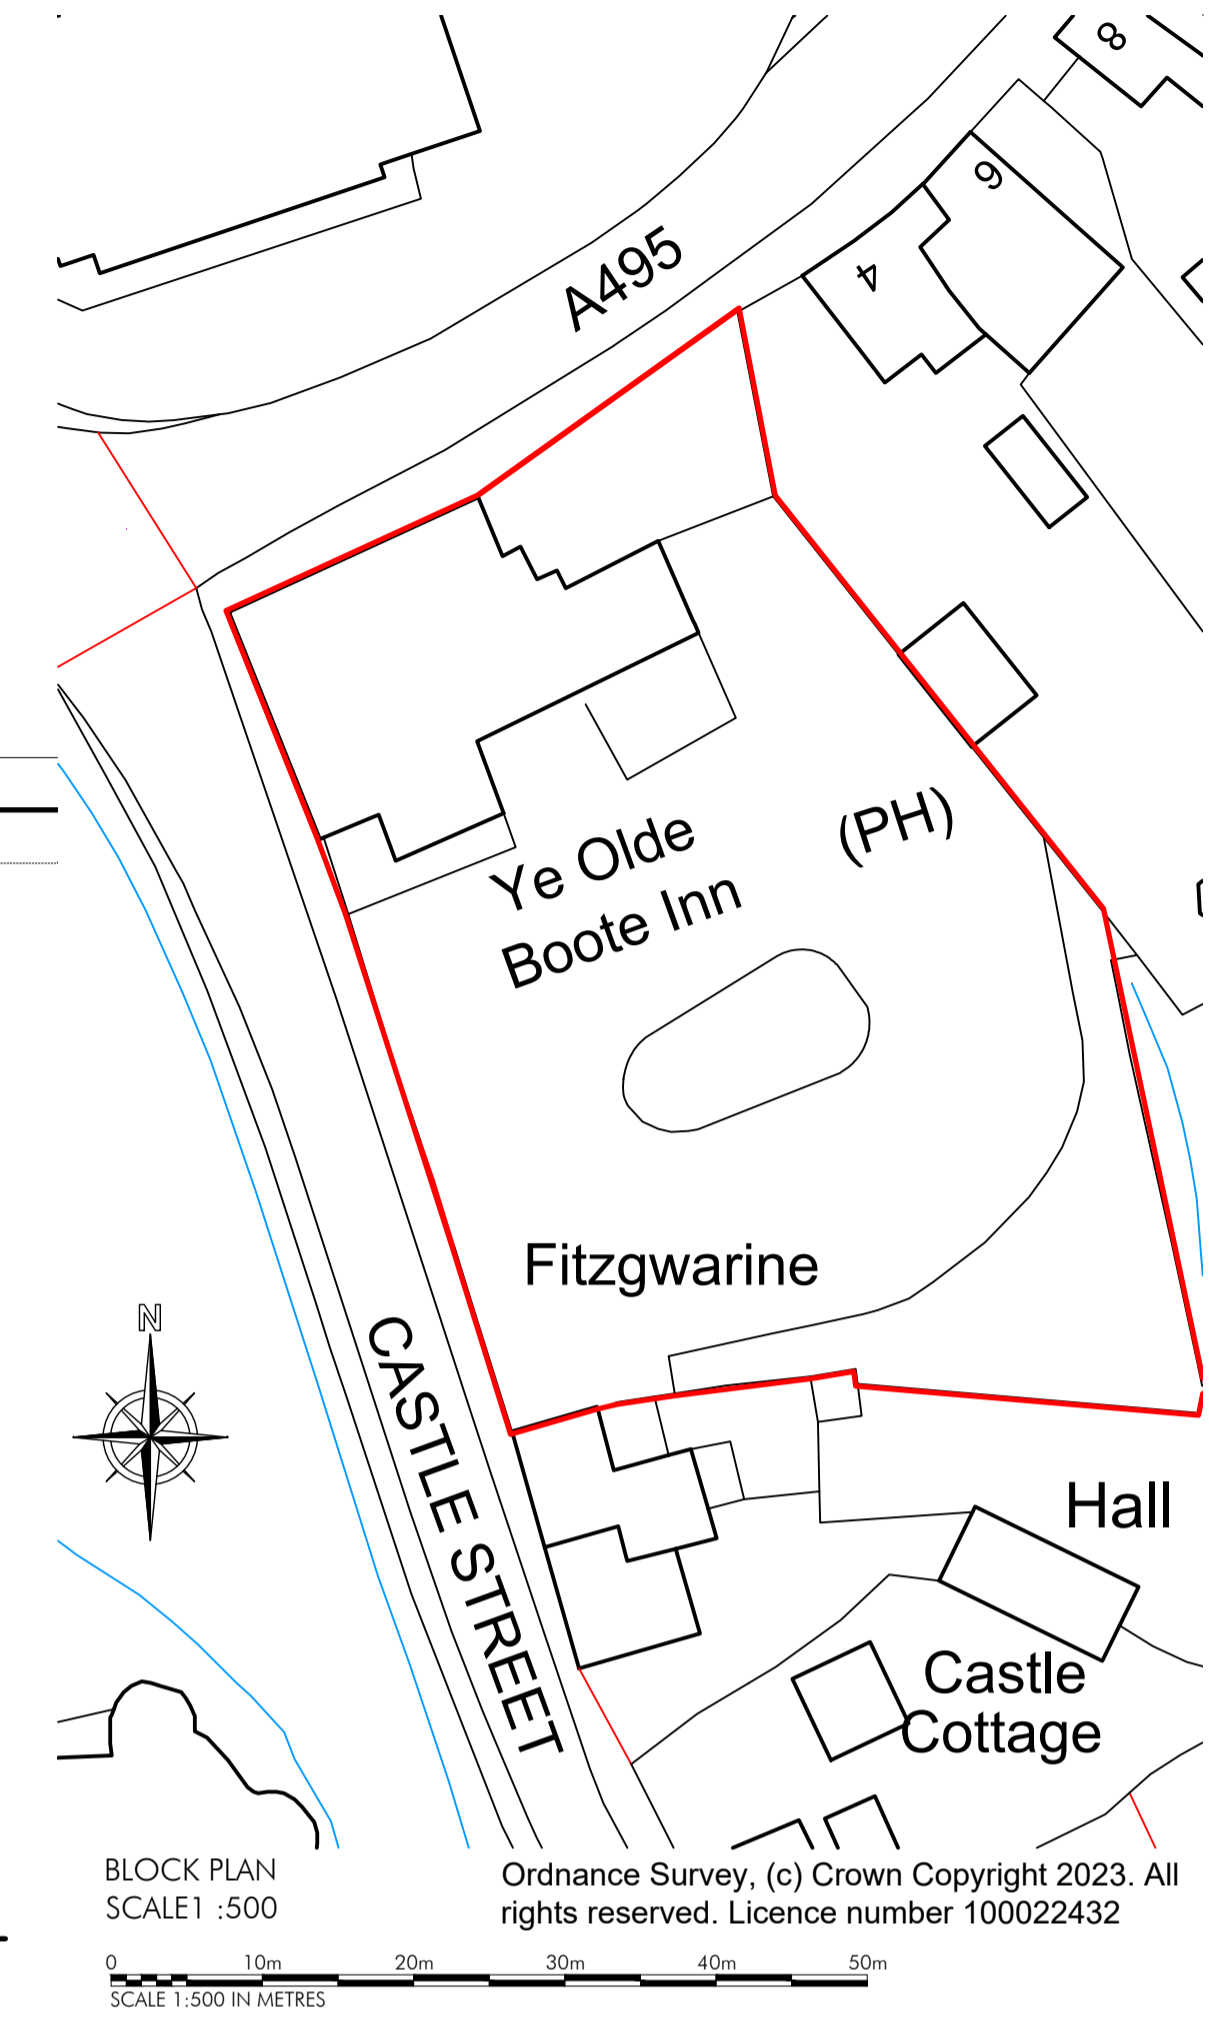 8
6
4
A495
Ye Olde
Boote Inn
(PH)
Fitzgwarine
N
CASTLE STREET
Hall
Castle
Cottage
BLOCK PLAN
SCALE1 :500
Ordnance Survey, (c) Crown Copyright 2023. All
rights reserved. Licence number 100022432
0 10m 20m 30m 40m 50m
SCALE 1:500 IN METRES